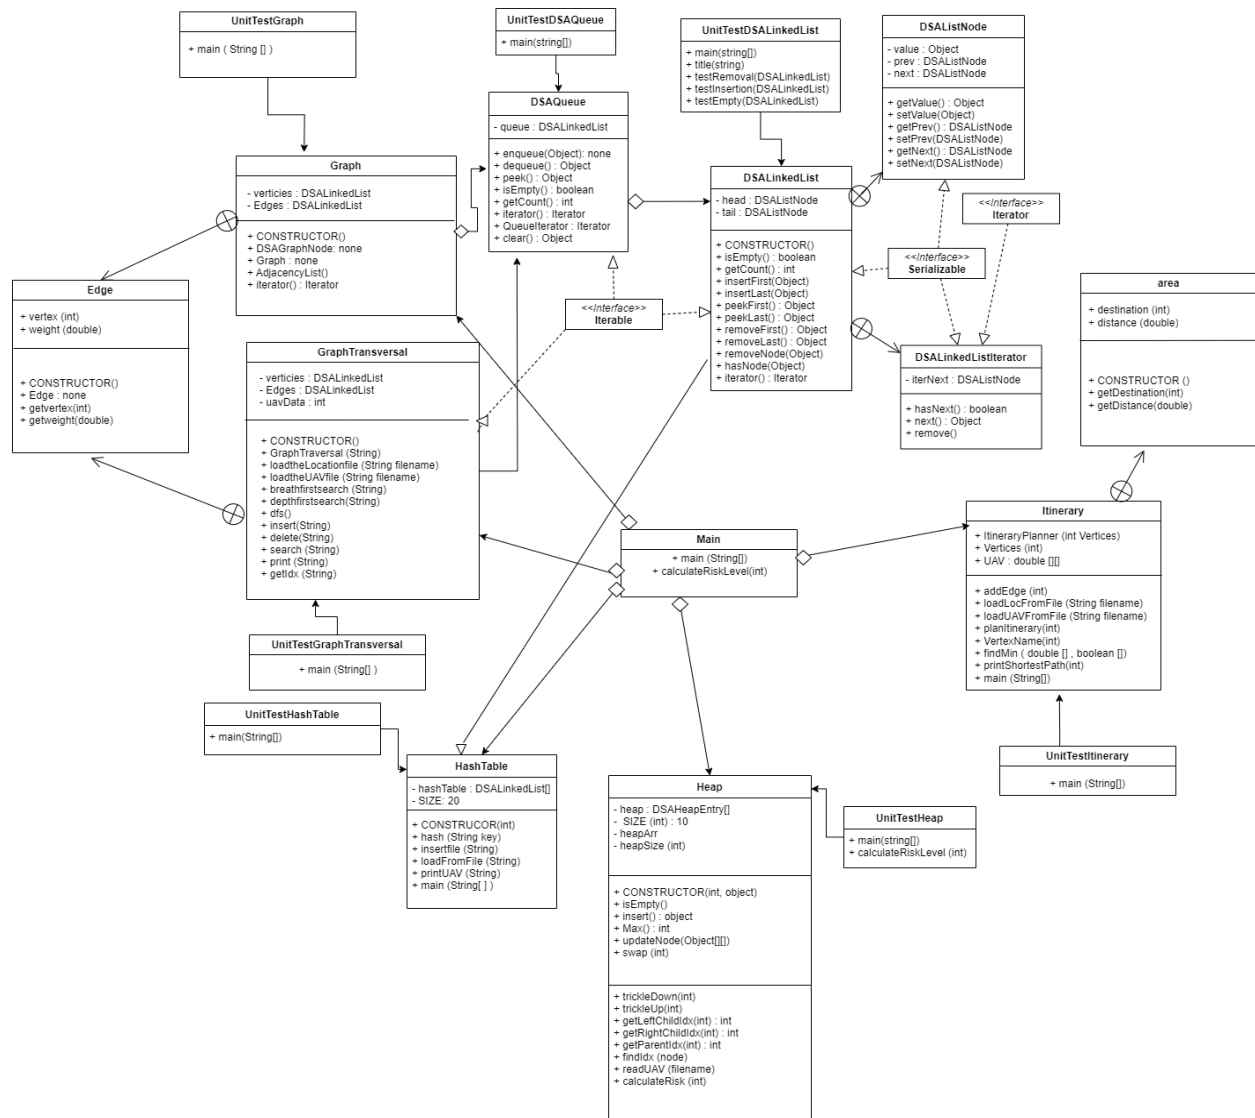 UnitTestGraph
+ main ( String [] )
UnitTestDSAQueue
+ main(string[])
UnitTestDSALinkedList
+ main(string[])
+ title(string)
+ testRemoval(DSALinkedList)
+ testInsertion(DSALinkedList)
+ testEmpty(DSALinkedList)
DSAListNode
- value : Object
- prev : DSAListNode
- next : DSAListNode
+ getValue() : Object
+ setValue(Object)
+ getPrev() : DSAListNode
+ setPrev(DSAListNode)
+ getNext() : DSAListNode
+ setNext(DSAListNode)
DSAQueue
- queue : DSALinkedList
+ enqueue(Object): none
+ dequeue() : Object
+ peek() : Object
+ isEmpty() : boolean
+ getCount() : int
+ iterator() : Iterator
+ QueueIterator : Iterator
+ clear() : Object
Graph
- verticies : DSALinkedList
- Edges : DSALinkedList
+ CONSTRUCTOR()
+ DSAGraphNode: none
+ Graph : none
+ AdjacencyList()
+ iterator() : Iterator
DSALinkedList
- head : DSAListNode
- tail : DSAListNode
+ CONSTRUCTOR()
+ isEmpty() : boolean
+ getCount() : int
+ insertFirst(Object)
+ insertLast(Object)
+ peekFirst() : Object
+ peekLast() : Object
+ removeFirst() : Object
+ removeLast() : Object
+ removeNode(Object)
+ hasNode(Object)
+ iterator() : Iterator
<<Interface>>
Iterator
<<Interface>>
Serializable
<<Interface>>
Iterable
Edge
+ vertex (int)
+ weight (double)
+ CONSTRUCTOR()
+ Edge : none
+ getvertex(int)
+ getweight(double)
area
+ destination (int)
+ distance (double)
+ CONSTRUCTOR ()
+ getDestination(int)
+ getDistance(double)
GraphTransversal
- verticies : DSALinkedList
- Edges : DSALinkedList
- uavData : int
+ CONSTRUCTOR()
+ GraphTraversal (String)
+ loadtheLocationfile (String filename)
+ loadtheUAVfile (String filename)
+ breathfirstsearch (String)
+ depthfirstsearch(String)
+ dfs()
+ insert(String)
+ delete(String)
+ search (String)
+ print (String)
+ getIdx (String)
DSALinkedListIterator
- iterNext : DSAListNode
+ hasNext() : boolean
+ next() : Object
+ remove()
Main
+ main (String[])
+ calculateRiskLevel(int)
Itinerary
+ ItineraryPlanner (int Vertices)
+ Vertices (int)
+ UAV : double [][]
+ addEdge (int)
+ loadLocFromFile (String filename)
+ loadUAVFromFile (String filename)
+ planItinerary(int)
+ VertexName(int)
+ findMin ( double [] , boolean [])
+ printShortestPath(int)
+ main (String[])
UnitTestGraphTransversal
+ main (String[] )
UnitTestHashTable
+ main(String[])
HashTable
- hashTable : DSALinkedList[]
- SIZE: 20
+ CONSTRUCOR(int)
+ hash (String key)
+ insertfile (String)
+ loadFromFile (String)
+ printUAV (String)
+ main (String[ ] )
UnitTestItinerary
+ main (String[])
Heap
- heap : DSAHeapEntry[]
- SIZE (int) : 10
- heapArr
- heapSize (int)
+ CONSTRUCTOR(int, object)
+ isEmpty()
+ insert() : object
+ Max() : int
+ updateNode(Object[][])
+ swap (int)
+ trickleDown(int)
+ trickleUp(int)
+ getLeftChildIdx(int) : int
+ getRightChildIdx(int) : int
+ getParentIdx(int) : int
+ findIdx (node)
+ readUAV (filename)
+ calculateRisk (int)
UnitTestHeap
+ main(string[])
+ calculateRiskLevel (int)